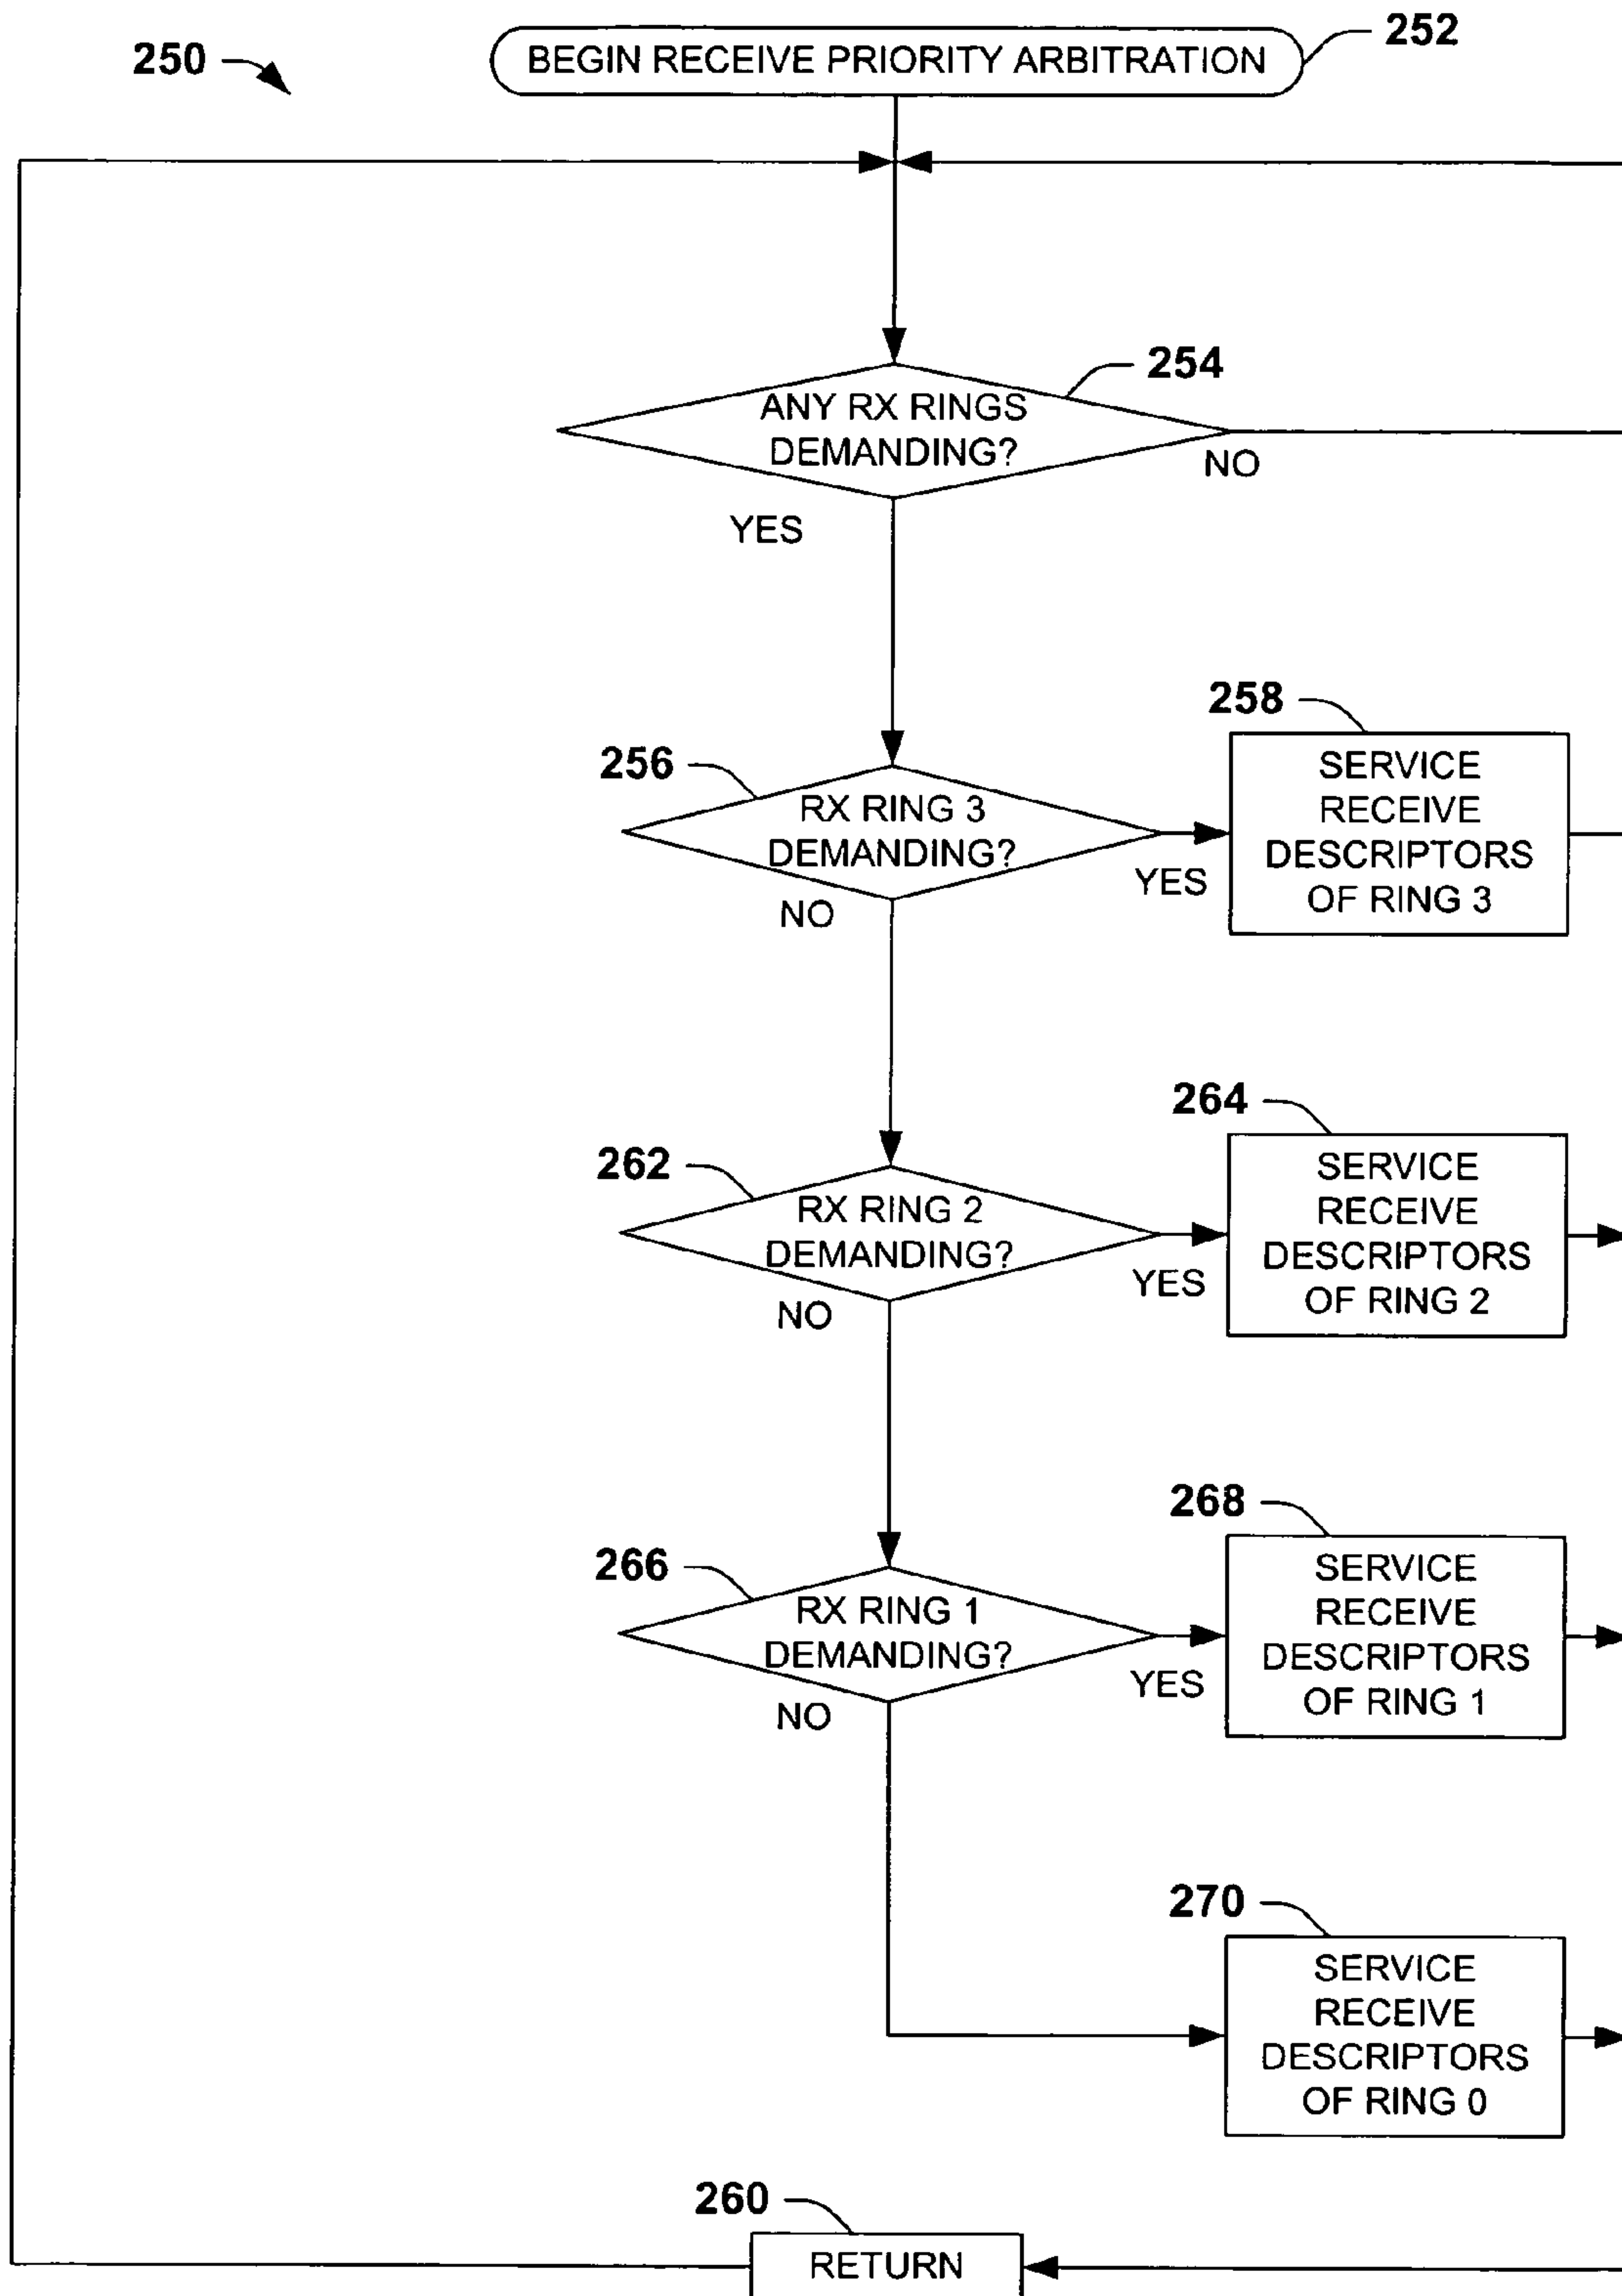 250
BEGIN RECEIVE PRIORITY ARBITRATION
252
254
ANY RX RINGS
DEMANDING?
NO
YES
258
256
RX RING 3
DEMANDING?
YES
NO
SERVICE
RECEIVE
DESCRIPTORS
OF RING 3
264
262
RX RING 2
DEMANDING?
YES
NO
SERVICE
RECEIVE
DESCRIPTORS
OF RING 2
268
266
RX RING 1
DEMANDING?
YES
NO
SERVICE
RECEIVE
DESCRIPTORS
OF RING 1
270
SERVICE
RECEIVE
DESCRIPTORS
OF RING 0
260
RETURN